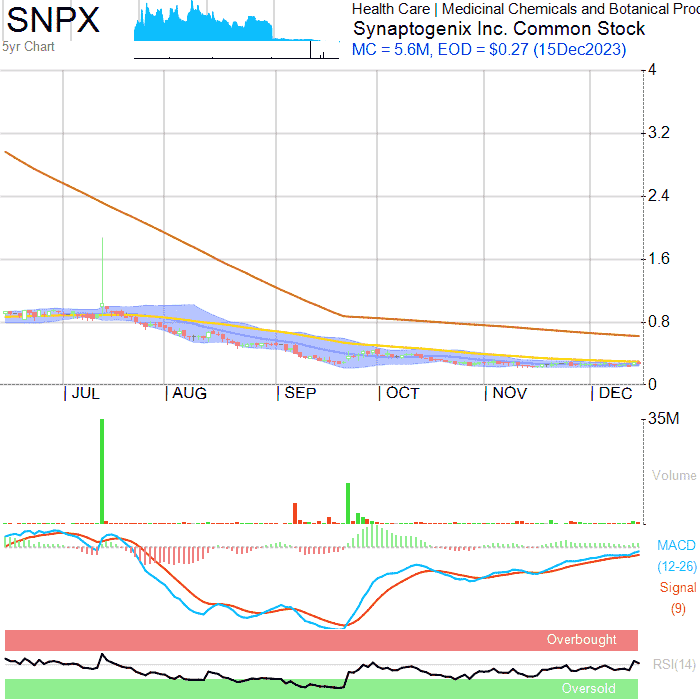 SNPX
5yr Chart
Health Care | Medicinal Chemicals and Botanical Prod
Synaptogenix Inc. Common Stock
MC = 5.6M, EOD = $0.27 (15Dec2023)
4
3.2
2.4
1.6
0.8
0
JUL AUG SEP OCT NOV DEC
35M
Volume
MACD
(12-26)
Signal
(9)
Overbought
RSI(14)
Oversold